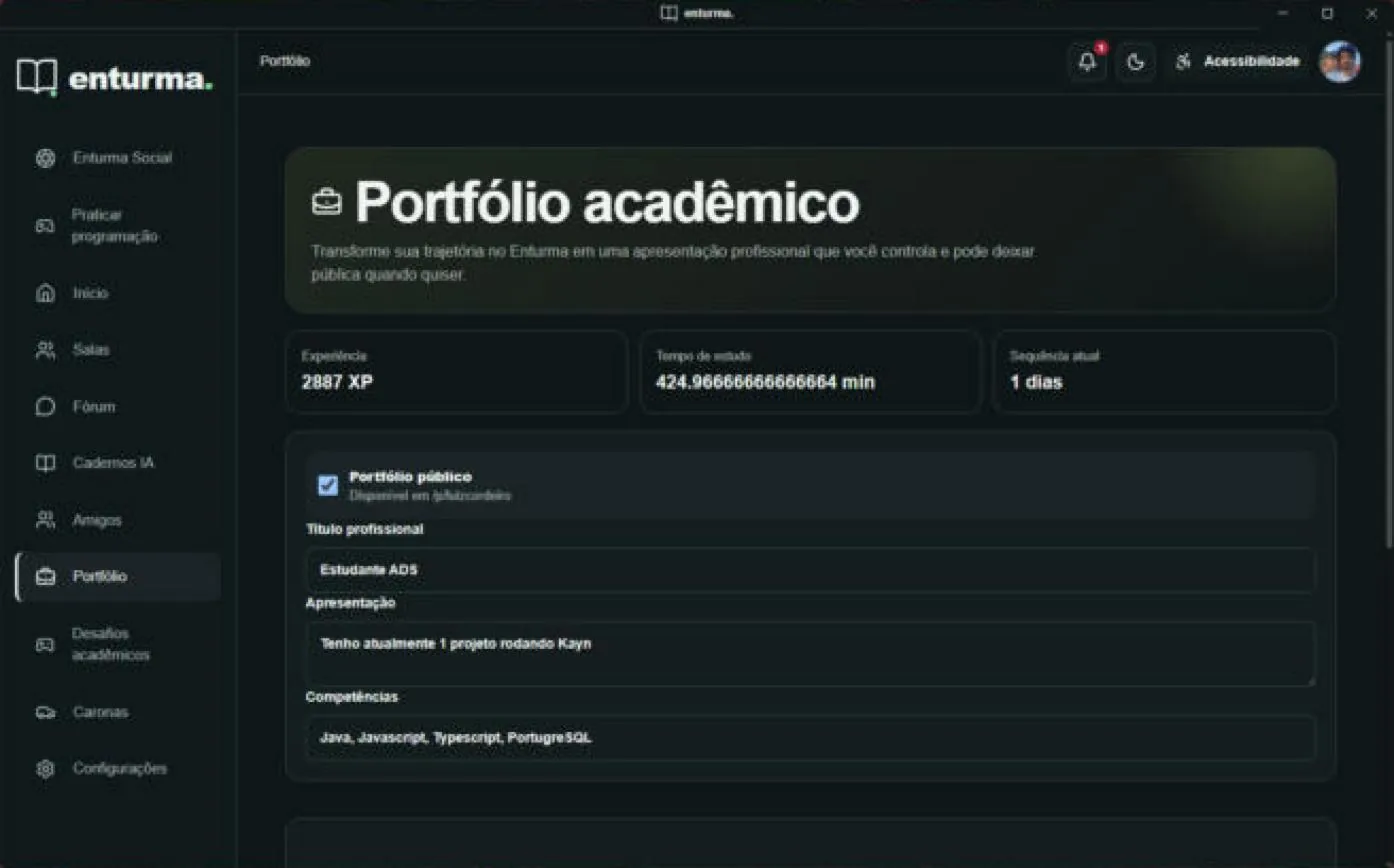 enturma.
enturma.
Portfólio
1
Acessibilidade
Enturma Social
Praticar
programação
Início
Salas
Fórum
Cadernos IA
Amigos
Portfólio
Desafios
acadêmicos
Caronas
Configurações
Portfólio acadêmico
Transforme sua trajetória no Enturma em uma apresentação profissional que você controla e pode deixar
pública quando quiser.
Experiência
2887 XP
Tempo de estudo
424.96666666666664 min
Sequência atual
1 dias
Portfólio público
Disponível em
Título profissional
Estudante ADS
Apresentação
Tenho atualmente 1 projeto rodando Kayn
Competências
Java, Javascript, Typescript, PortugreSQL